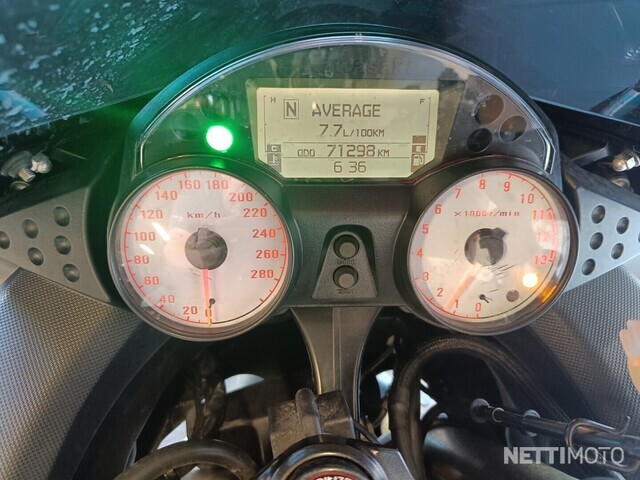 H F
N AVERAGE
7.7L/100KM
C E
ODO 71298 KM
6 36
20 40 60 80 100 120 140 160 180 200 220 240 260 280
km/h
0 1 2 3 4 5 6 7 8 9 10 11 13
x1000r/min
NETTIMOTO